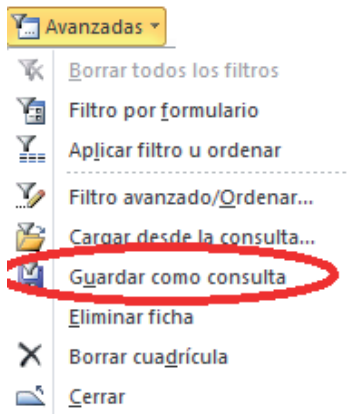 Avanzadas
Borrar todos los filtros
Filtro por formulario
Aplicar filtro u ordenar
Filtro avanzado/Ordenar...
Cargar desde la consulta...
Guardar como consulta
Eliminar ficha
Borrar cuadrícula
Cerrar